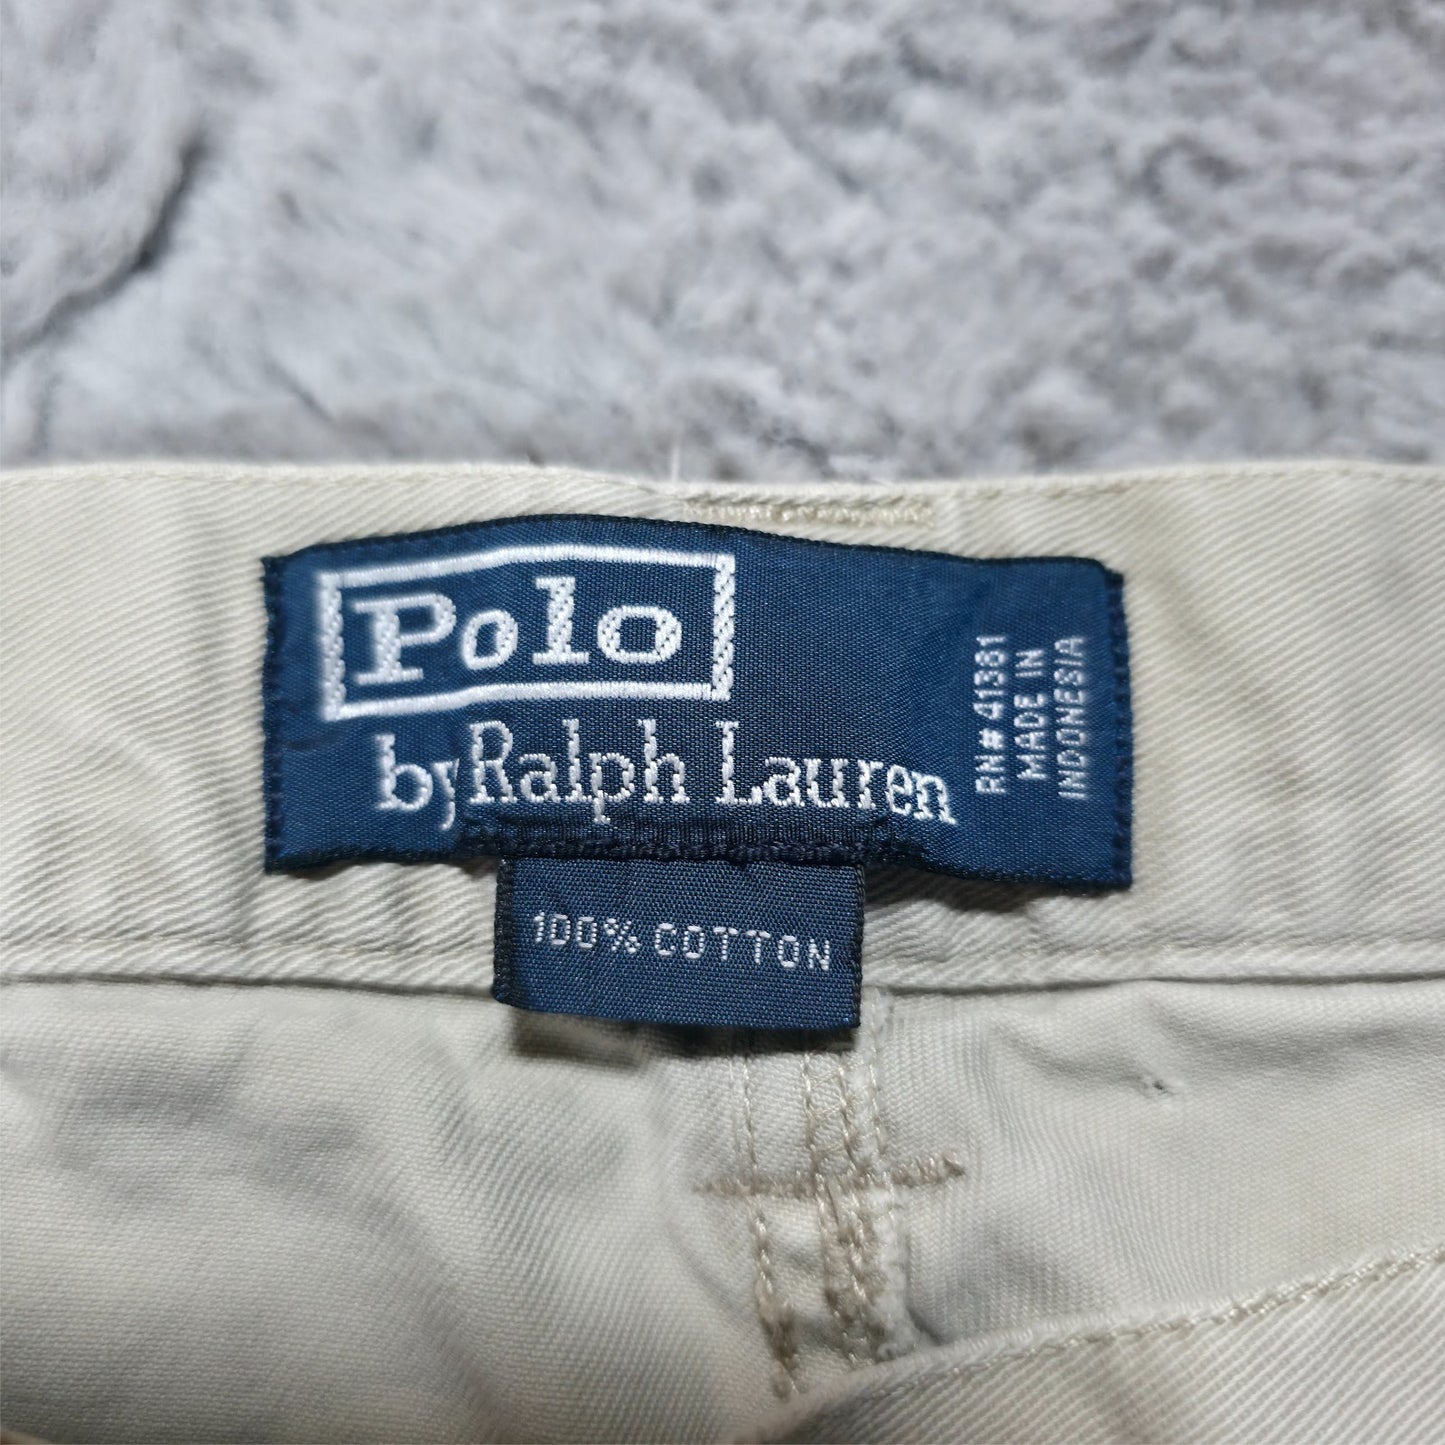 Polo
by Ralph Lauren
RN# 41381
MADE IN
INDONESIA
100% COTTON